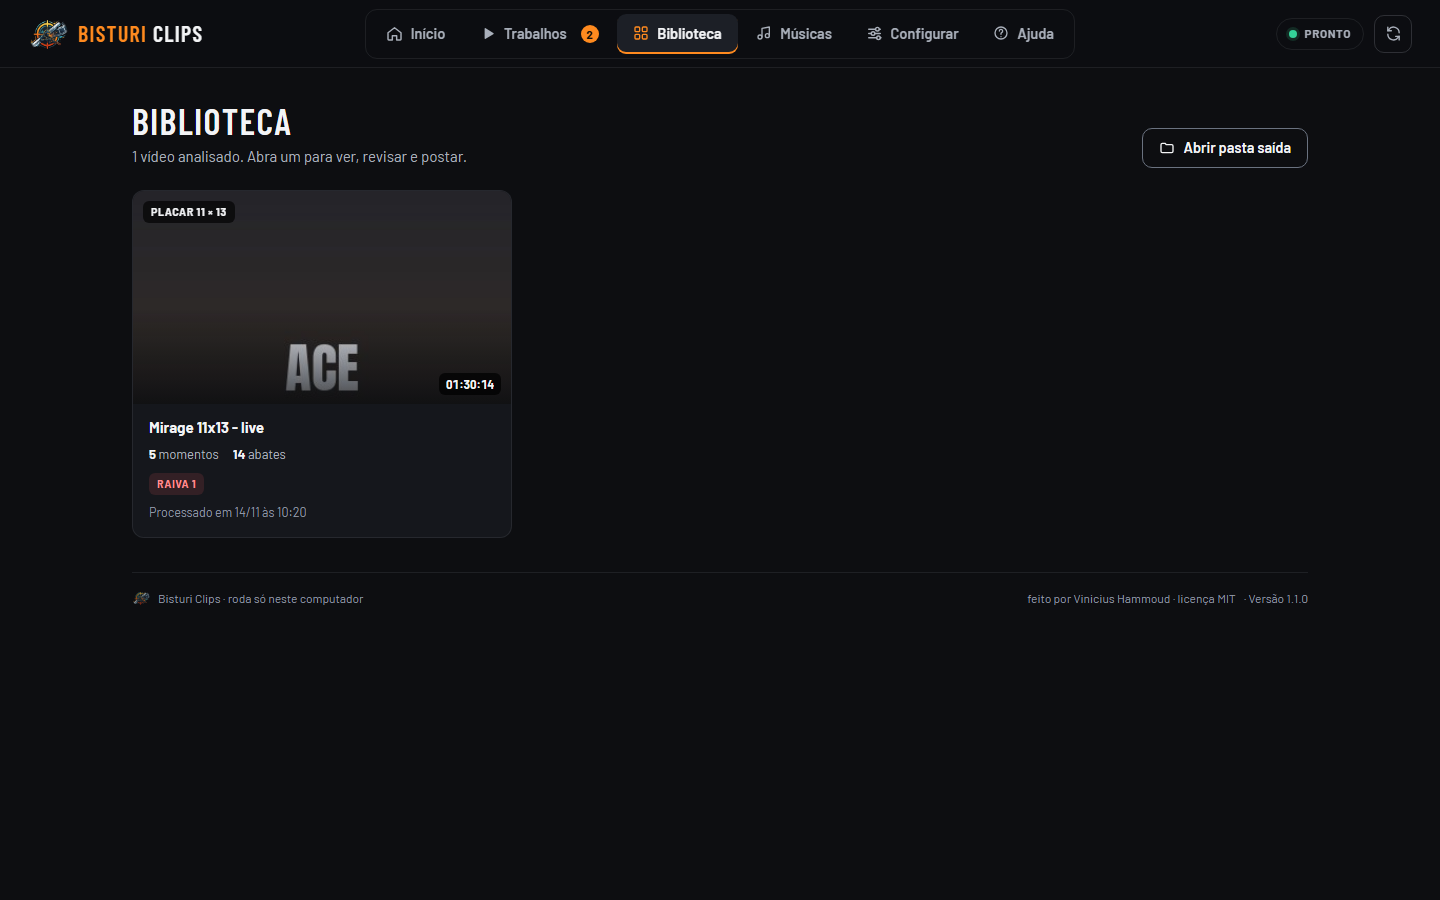 BISTURI CLIPS
Início
Trabalhos 2
Biblioteca
Músicas
Configurar
Ajuda
PRONTO
BIBLIOTECA
1 vídeo analisado. Abra um para ver, revisar e postar.
Abrir pasta saída
PLACAR 11 × 13
ACE
01:30:14
Mirage 11x13 - live
5 momentos 14 abates
RAIVA 1
Processado em 14/11 às 10:20
Bisturi Clips · roda só neste computador
feito por Vinicius Hammoud · licença MIT · Versão 1.1.0